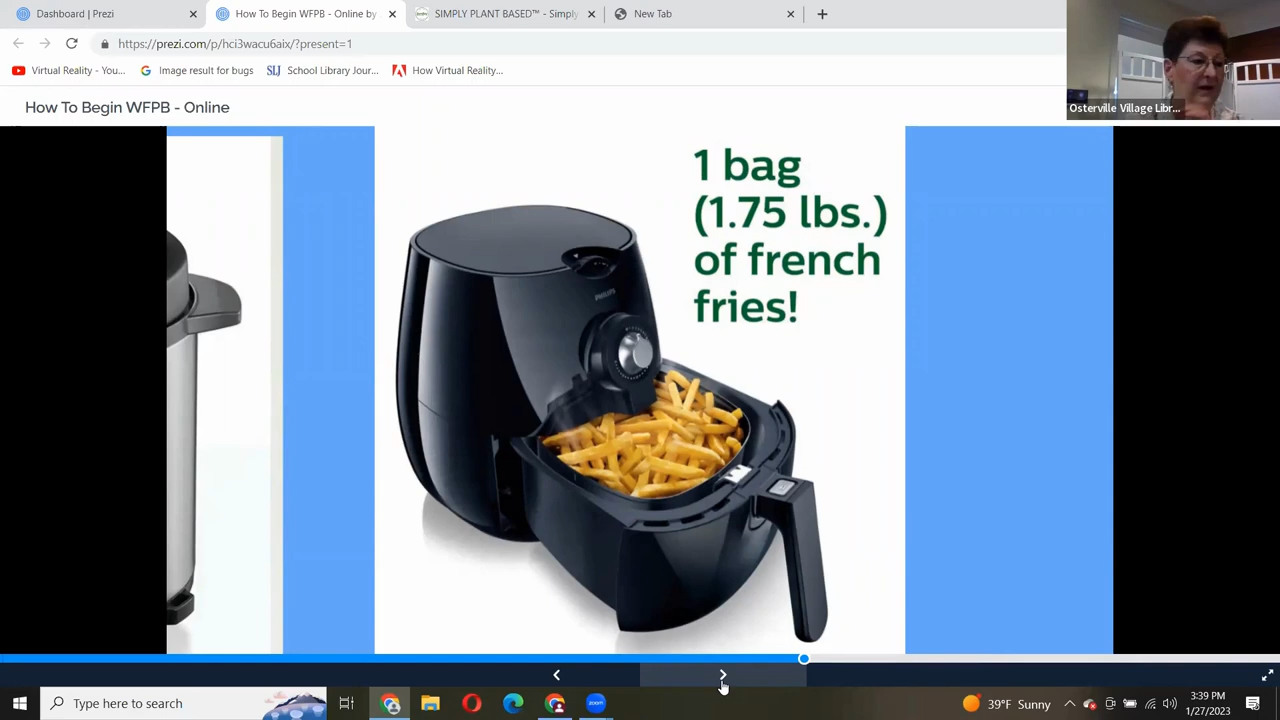 Dashboard | Prezi
How To Begin WFPB - Online by
SIMPLY PLANT BASED™ - Simply
New Tab
https://prezi.com/p/hci3wacu6aix/?present=1
Virtual Reality - You...
Image result for bugs
SLJ
School Library Jour...
How Virtual Reality...
Osterville Village Libr...
How To Begin WFPB - Online
1 bag
(1.75 lbs.)
of french
fries!
PHILIPS
Type here to search
zoom
39°F Sunny
3:39 PM
1/27/2023